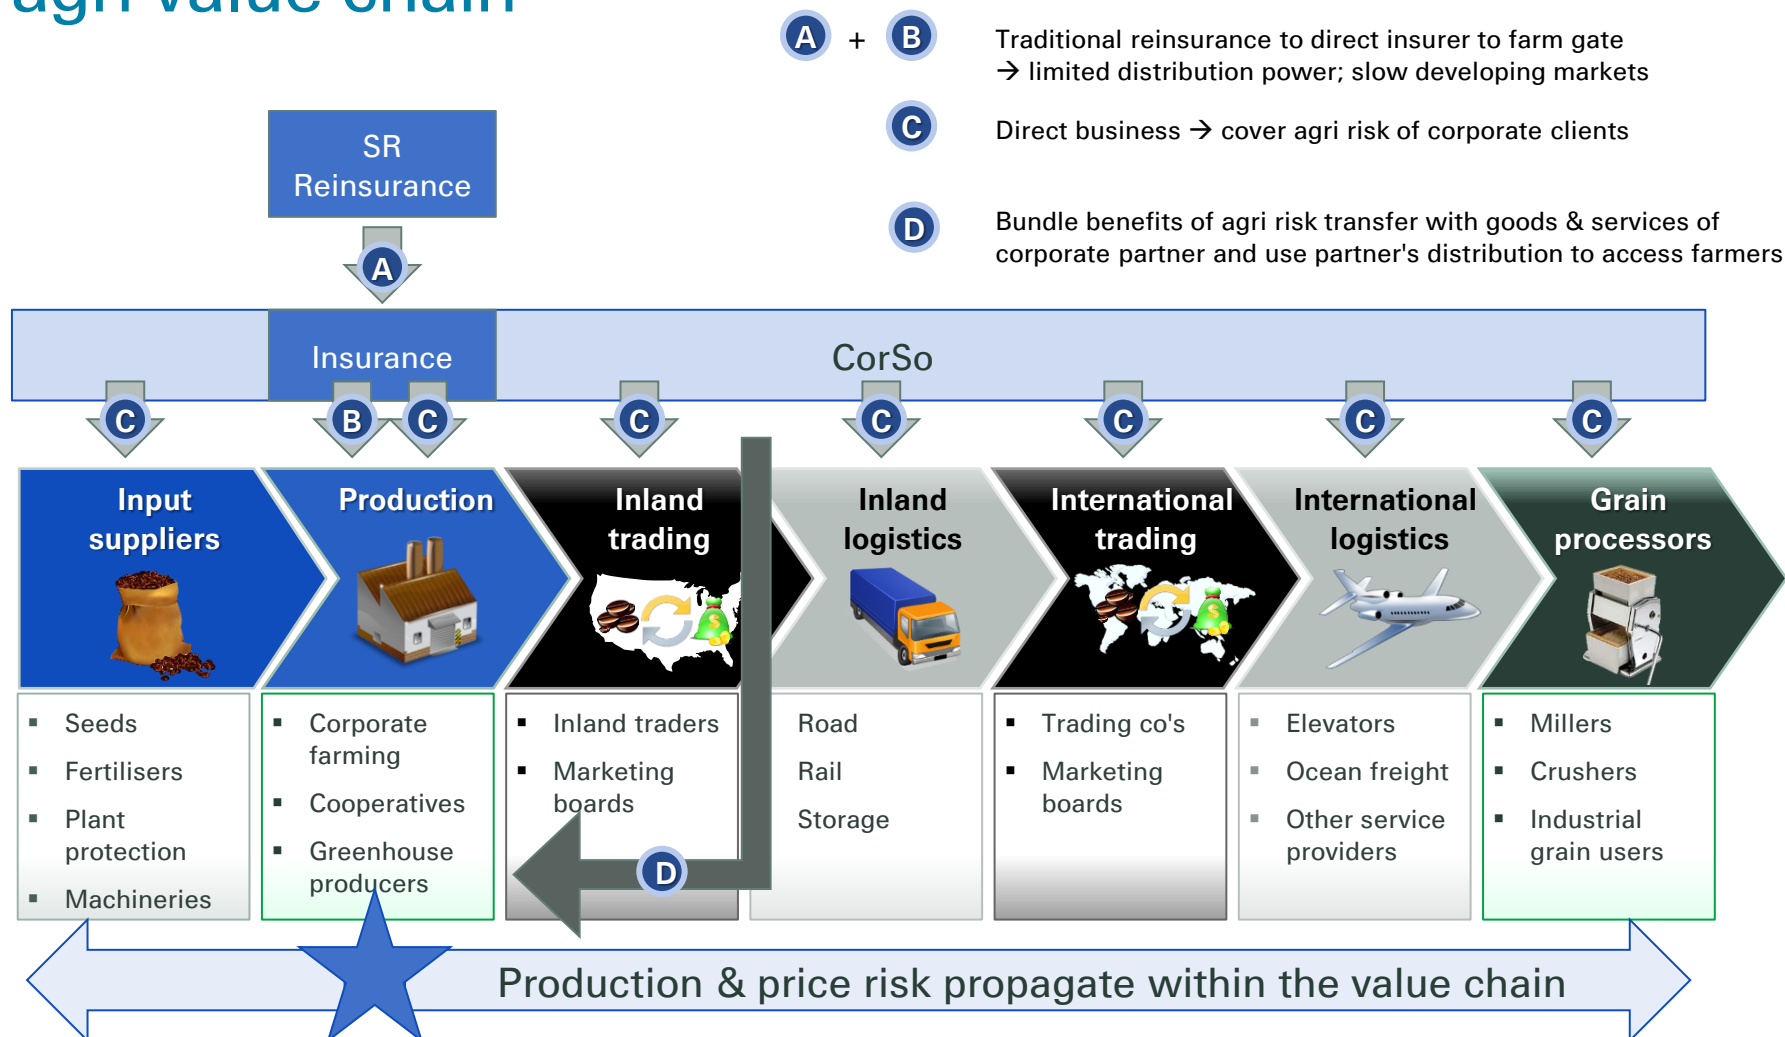 agri value chain
A + B Traditional reinsurance to direct insurer to farm gate
→ limited distribution power; slow developing markets
C Direct business → cover agri risk of corporate clients
D Bundle benefits of agri risk transfer with goods & services of
corporate partner and use partner's distribution to access farmers
SR
Reinsurance
A
Insurance
CorSo
C B C C C C C C
Input
suppliers
Production
Inland
trading
Inland
logistics
International
trading
International
logistics
Grain
processors
▪ Seeds
▪ Fertilisers
▪ Plant
protection
▪ Machineries
▪ Corporate
farming
▪ Cooperatives
▪ Greenhouse
producers
▪ Inland traders
▪ Marketing
boards
Road
Rail
Storage
▪ Trading co's
▪ Marketing
boards
▪ Elevators
▪ Ocean freight
▪ Other service
providers
▪ Millers
▪ Crushers
▪ Industrial
grain users
D
Production & price risk propagate within the value chain